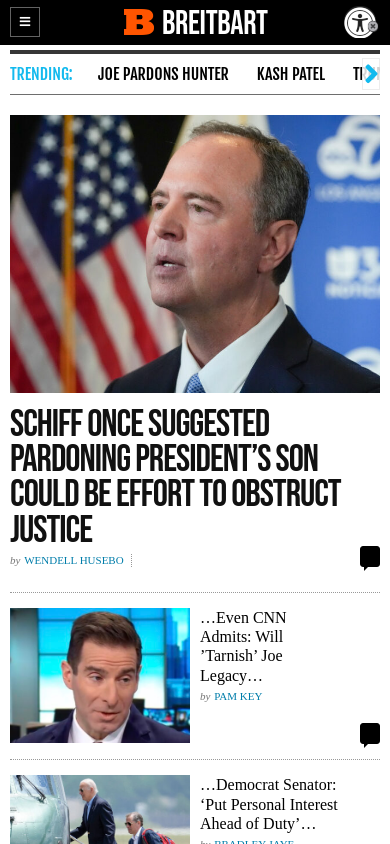 BREITBART
TRENDING: JOE PARDONS HUNTER KASH PATEL
LOS ANGELES
SCHIFF ONCE SUGGESTED
PARDONING PRESIDENT’S SON
COULD BE EFFORT TO OBSTRUCT
JUSTICE
by WENDELL HUSEBO
…Even CNN
Admits: Will
’Tarnish’ Joe
Legacy…
by PAM KEY
…Democrat Senator:
‘Put Personal Interest
Ahead of Duty’…
by BRADLEY JAYE